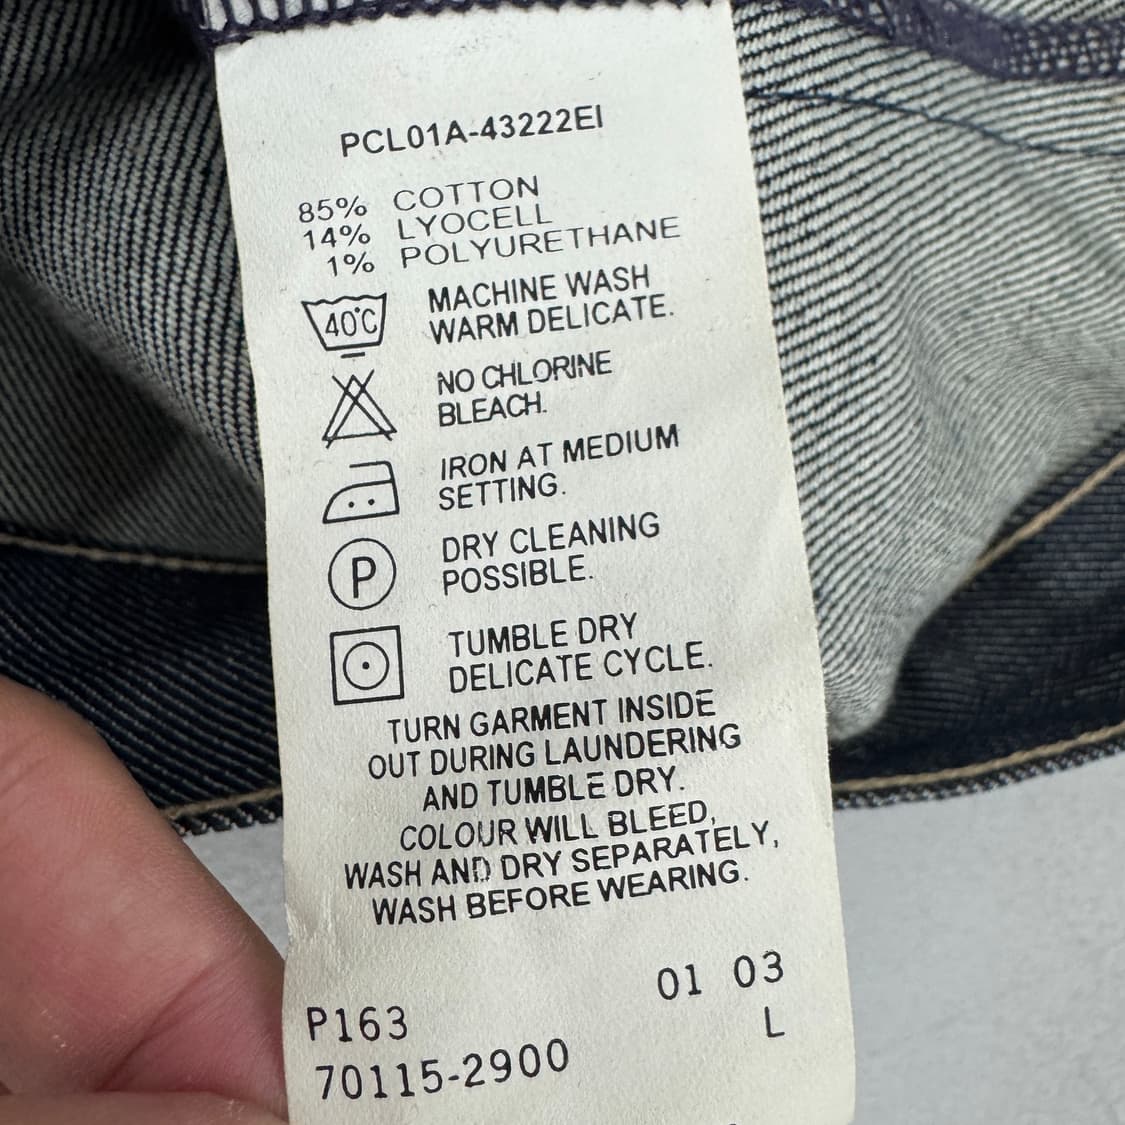 PCL01A-43222EI
85% COTTON
14% LYOCELL
1% POLYURETHANE
40°C MACHINE WASH
WARM DELICATE.
NO CHLORINE
BLEACH.
IRON AT MEDIUM
SETTING.
P DRY CLEANING
POSSIBLE.
TUMBLE DRY
DELICATE CYCLE.
TURN GARMENT INSIDE
OUT DURING LAUNDERING
AND TUMBLE DRY.
COLOUR WILL BLEED,
WASH AND DRY SEPARATELY,
WASH BEFORE WEARING.
01 03
P163 L
70115-2900